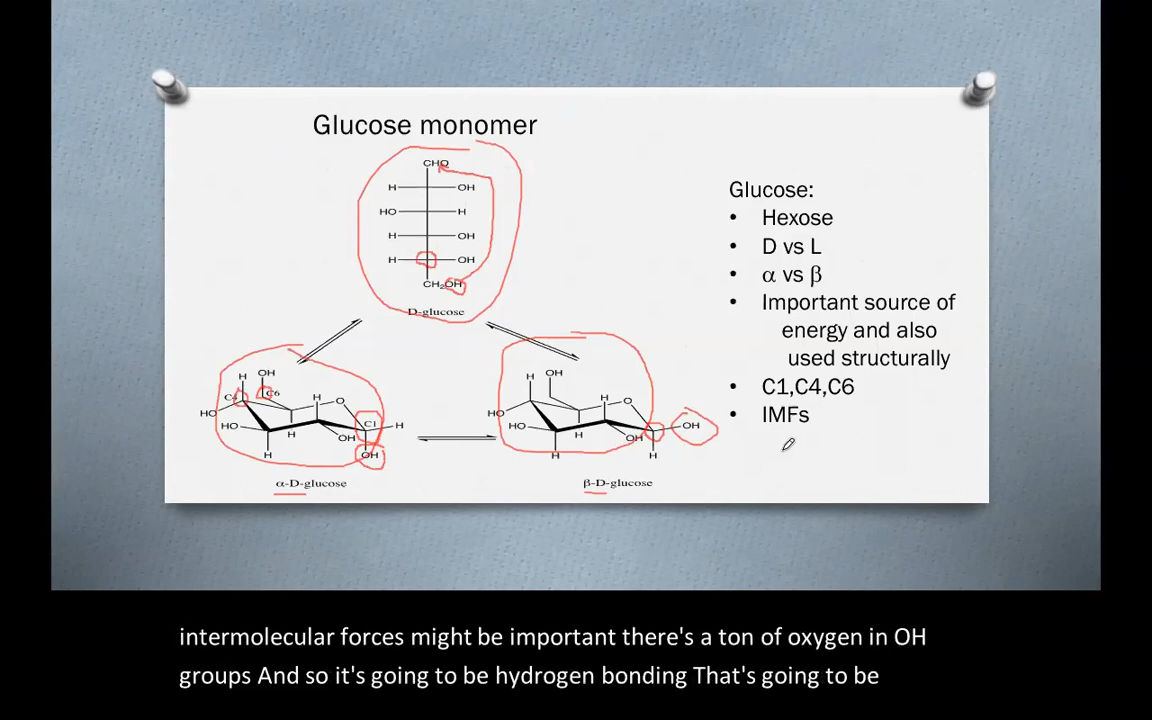 Glucose monomer
CHO
H OH
HO H
H OH
H OH
CH₂OH
D-glucose
OH
H
C4 C6
H O
HO
HO C1 H
H OH
H OH
α-D-glucose
OH
H
H O
HO
HO OH
H OH
H H
β-D-glucose
Glucose:
• Hexose
• D vs L
• α vs β
• Important source of
energy and also
used structurally
• C1,C4,C6
• IMFs
intermolecular forces might be important there's a ton of oxygen in OH
groups And so it's going to be hydrogen bonding That's going to be